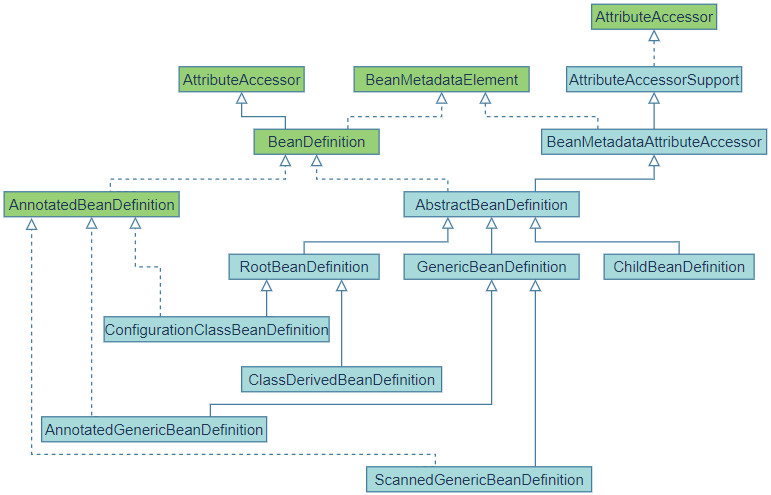 AttributeAccessor
AttributeAccessor
BeanMetadataElement
AttributeAccessorSupport
BeanDefinition
BeanMetadataAttributeAccessor
AnnotatedBeanDefinition
AbstractBeanDefinition
RootBeanDefinition
GenericBeanDefinition
ChildBeanDefinition
ConfigurationClassBeanDefinition
ClassDerivedBeanDefinition
AnnotatedGenericBeanDefinition
ScannedGenericBeanDefinition